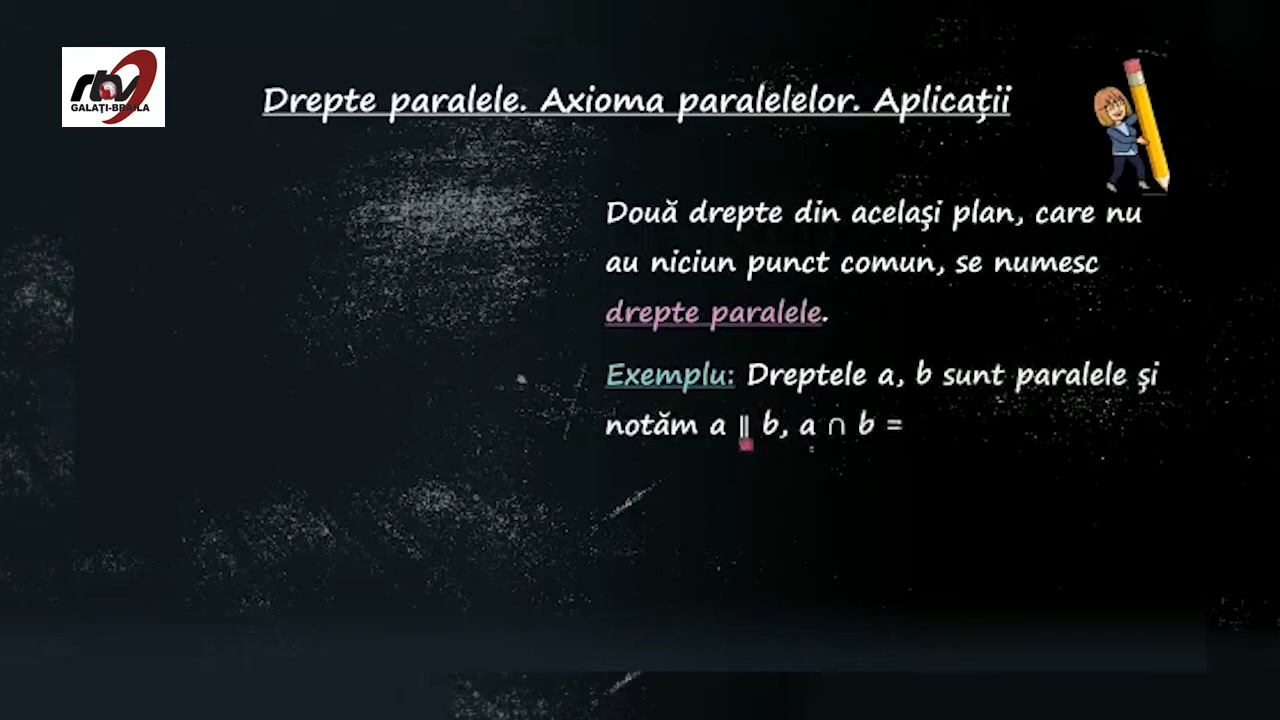 rtv
GALAȚI-BRĂILA
Drepte paralele. Axioma paralelelor. Aplicații
Două drepte din același plan, care nu
au niciun punct comun, se numesc
drepte paralele.
Exemplu: Dreptele a, b sunt paralele și
notăm a ∥ b, a ∩ b =